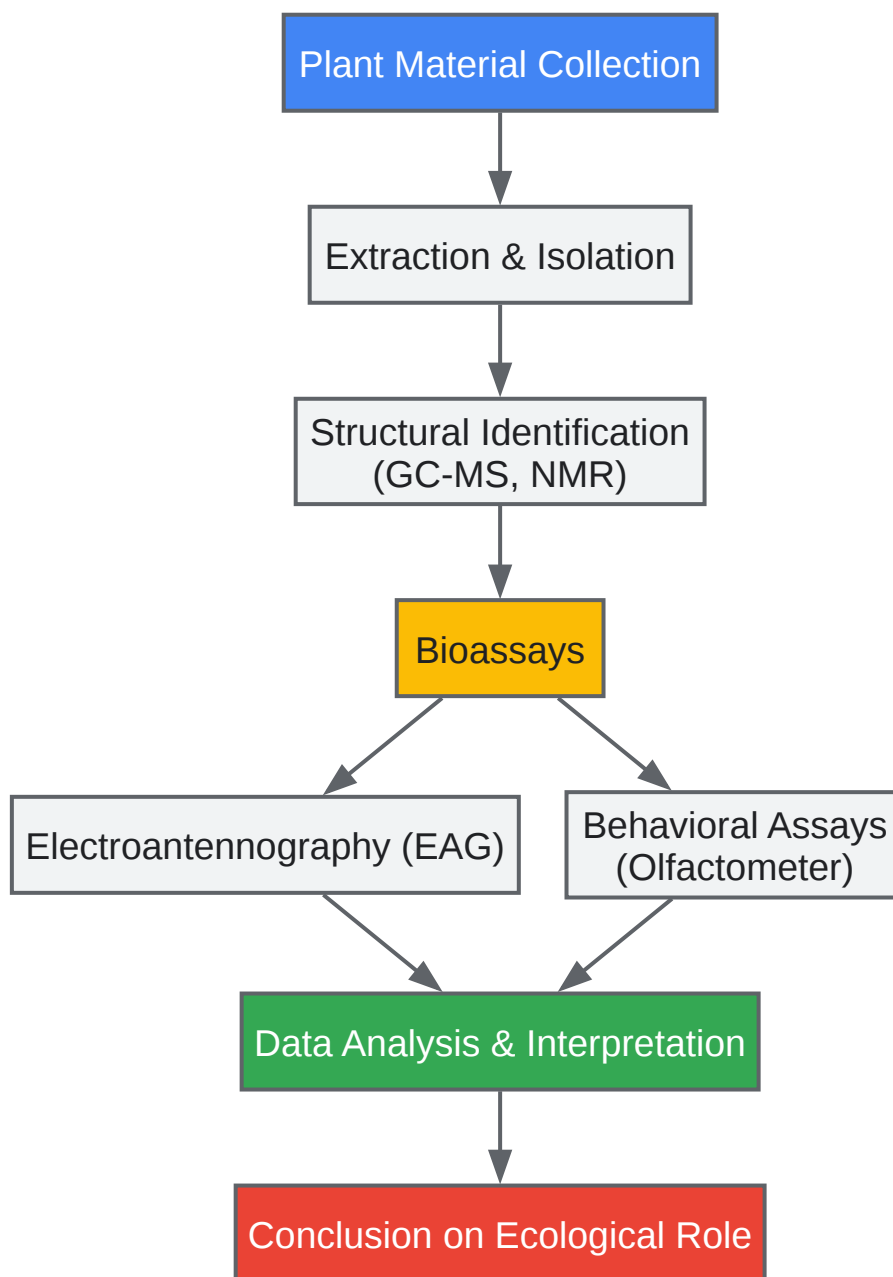 Plant Material Collection
Extraction & Isolation
Structural Identification
(GC-MS, NMR)
Bioassays
Electroantennography (EAG)
Behavioral Assays
(Olfactometer)
Data Analysis & Interpretation
Conclusion on Ecological Role